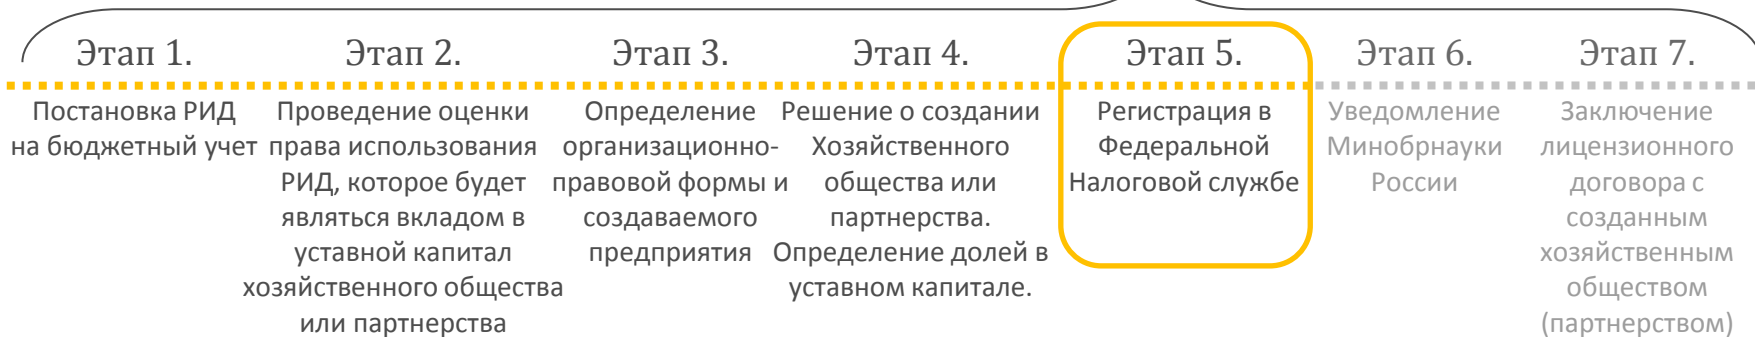 Этап 1.
Постановка РИД
на бюджетный учет
Этап 2.
Проведение оценки
права использования
РИД, которое будет
являться вкладом в
уставной капитал
хозяйственного общества
или партнерства
Этап 3.
Определение
организационно-
правовой формы и
создаваемого
предприятия
Этап 4.
Решение о создании
Хозяйственного
общества или
партнерства.
Определение долей в
уставном капитале.
Этап 5.
Регистрация в
Федеральной
Налоговой службе
Этап 6.
Уведомление
Минобрнауки
России
Этап 7.
Заключение
лицензионного
договора с
созданным
хозяйственным
обществом
(партнерством)